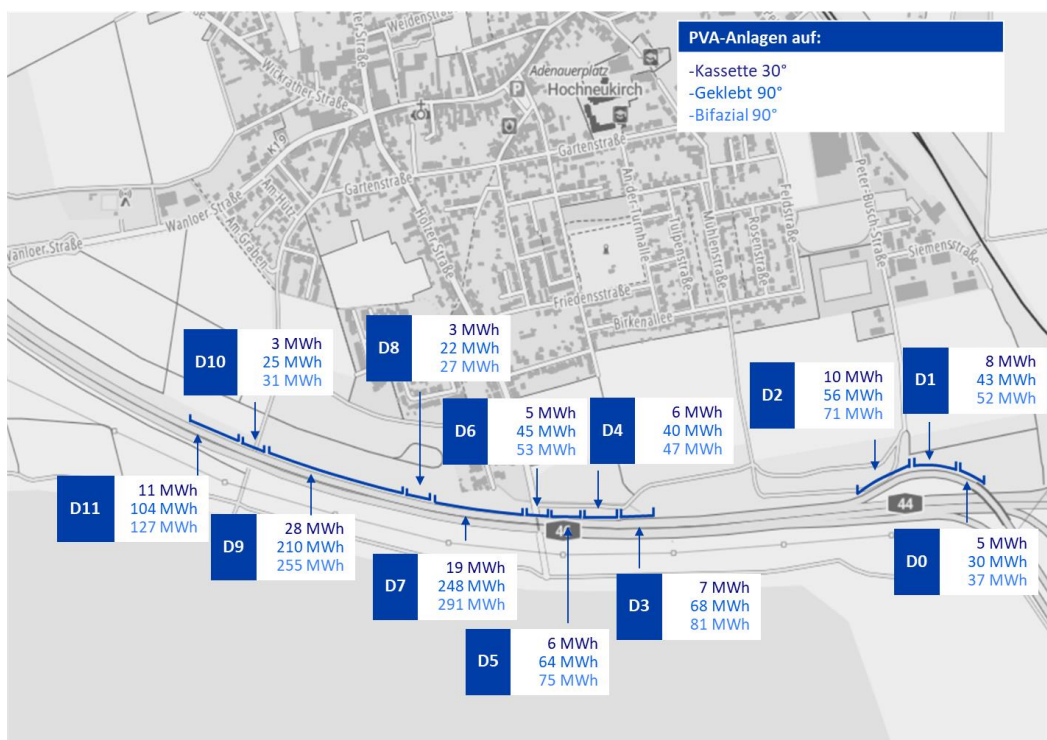 PVA-Anlagen auf:
-Kassette 30°
-Geklebt 90°
-Bifazial 90°
Weidenstraße
Wickrather Straße
Adenauerplatz
Hochneukirch
K19
Gartenstraße
Gartenstraße
Am Hütz
Am Grieben
Wanloer Straße
Wanloer-Straße
Holzer Straße
An der Turnhalle
Tulpenstraße
Mühlenstraße
Rosenstraße
Feldstraße
Peter-Busch-Straße
Siemensstraße
Friedensstraße
Birkenallee
D10
3 MWh
25 MWh
31 MWh
D8
3 MWh
22 MWh
27 MWh
D6
5 MWh
45 MWh
53 MWh
D4
6 MWh
40 MWh
47 MWh
D2
10 MWh
56 MWh
71 MWh
D1
8 MWh
43 MWh
52 MWh
D11
11 MWh
104 MWh
127 MWh
D9
28 MWh
210 MWh
255 MWh
D7
19 MWh
248 MWh
291 MWh
D5
6 MWh
64 MWh
75 MWh
D3
7 MWh
68 MWh
81 MWh
D0
5 MWh
30 MWh
37 MWh
46
44